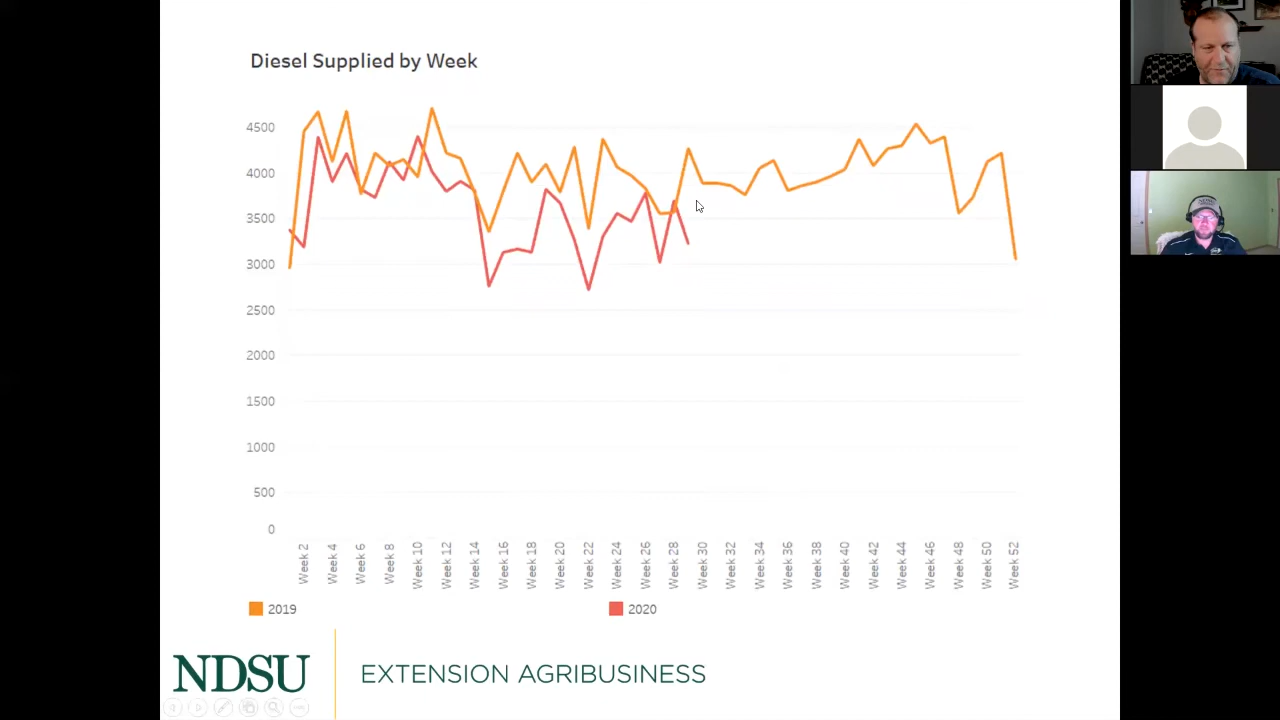 Diesel Supplied by Week
4500
4000
3500
3000
2500
2000
1500
1000
500
0
Week 2
Week 4
Week 6
Week 8
Week 10
Week 12
Week 14
Week 16
Week 18
Week 20
Week 22
Week 24
Week 26
Week 28
Week 30
Week 32
Week 34
Week 36
Week 38
Week 40
Week 42
Week 44
Week 46
Week 48
Week 50
Week 52
2019
2020
NDSU
EXTENSION AGRIBUSINESS